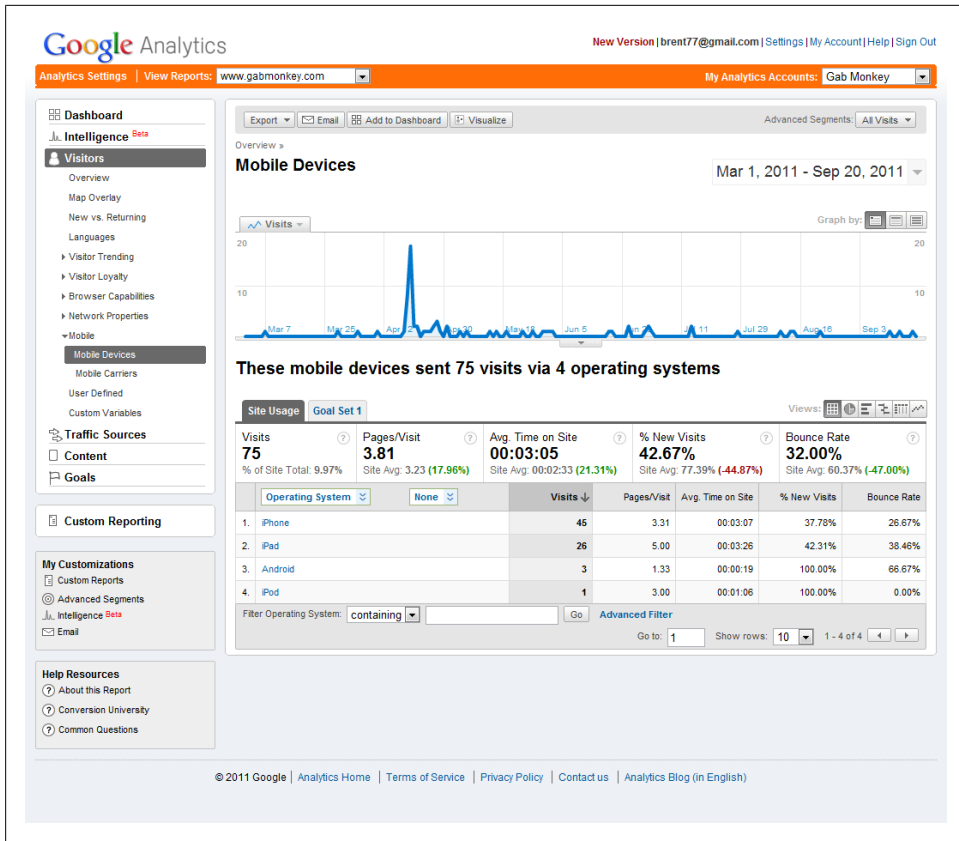 Google Analytics
New Version | brent77@gmail.com | Settings | My Account | Help | Sign Out
Analytics Settings | View Reports: www.gabmonkey.com
My Analytics Accounts: Gab Monkey
Dashboard
Intelligence Beta
Visitors
Overview
Map Overlay
New vs. Returning
Languages
Visitor Trending
Visitor Loyalty
Browser Capabilities
Network Properties
Mobile
Mobile Devices
Mobile Carriers
User Defined
Custom Variables
Traffic Sources
Content
Goals
Custom Reporting
My Customizations
Custom Reports
Advanced Segments
Intelligence Beta
Email
Help Resources
? About this Report
? Conversion University
? Common Questions
Export Email Add to Dashboard Visualize
Advanced Segments: All Visits
Overview »
Mobile Devices
Mar 1, 2011 - Sep 20, 2011
Visits
Graph by:
20 20
10 10
Mar 7 Mar 25 Apr Apr 30 May 18 Jun 5 11 Jul 29 Aug 16 Sep 3
These mobile devices sent 75 visits via 4 operating systems
Site Usage Goal Set 1
Views:
Visits ? Pages/Visit ? Avg. Time on Site ? % New Visits ? Bounce Rate ?
75 3.81 00:03:05 42.67% 32.00%
% of Site Total: 9.97% Site Avg: 3.23 (17.96%) Site Avg: 00:02:33 (21.31%) Site Avg: 77.39% (-44.87%) Site Avg: 60.37% (-47.00%)
Operating System None Visits ↓ Pages/Visit Avg. Time on Site % New Visits Bounce Rate
1. iPhone 45 3.31 00:03:07 37.78% 26.67%
2. iPad 26 5.00 00:03:26 42.31% 38.46%
3. Android 3 1.33 00:00:19 100.00% 66.67%
4. iPod 1 3.00 00:01:06 100.00% 0.00%
Filter Operating System: containing Go Advanced Filter
Go to: 1 Show rows: 10 1 - 4 of 4
© 2011 Google | Analytics Home | Terms of Service | Privacy Policy | Contact us | Analytics Blog (in English)